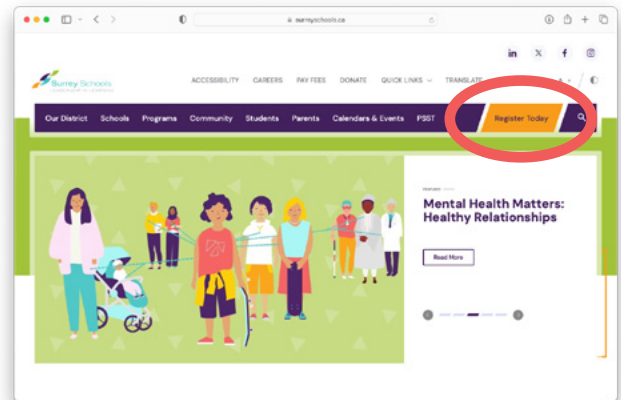 surreyschools.ca
Surrey Schools
ACCESSIBILITY CAREERS PAY FEES DONATE QUICK LINKS TRANSLATE
Our District Schools Programs Community Students Parents Calendars & Events PSST Register Today
FEATURED
Mental Health Matters:
Healthy Relationships
Read More